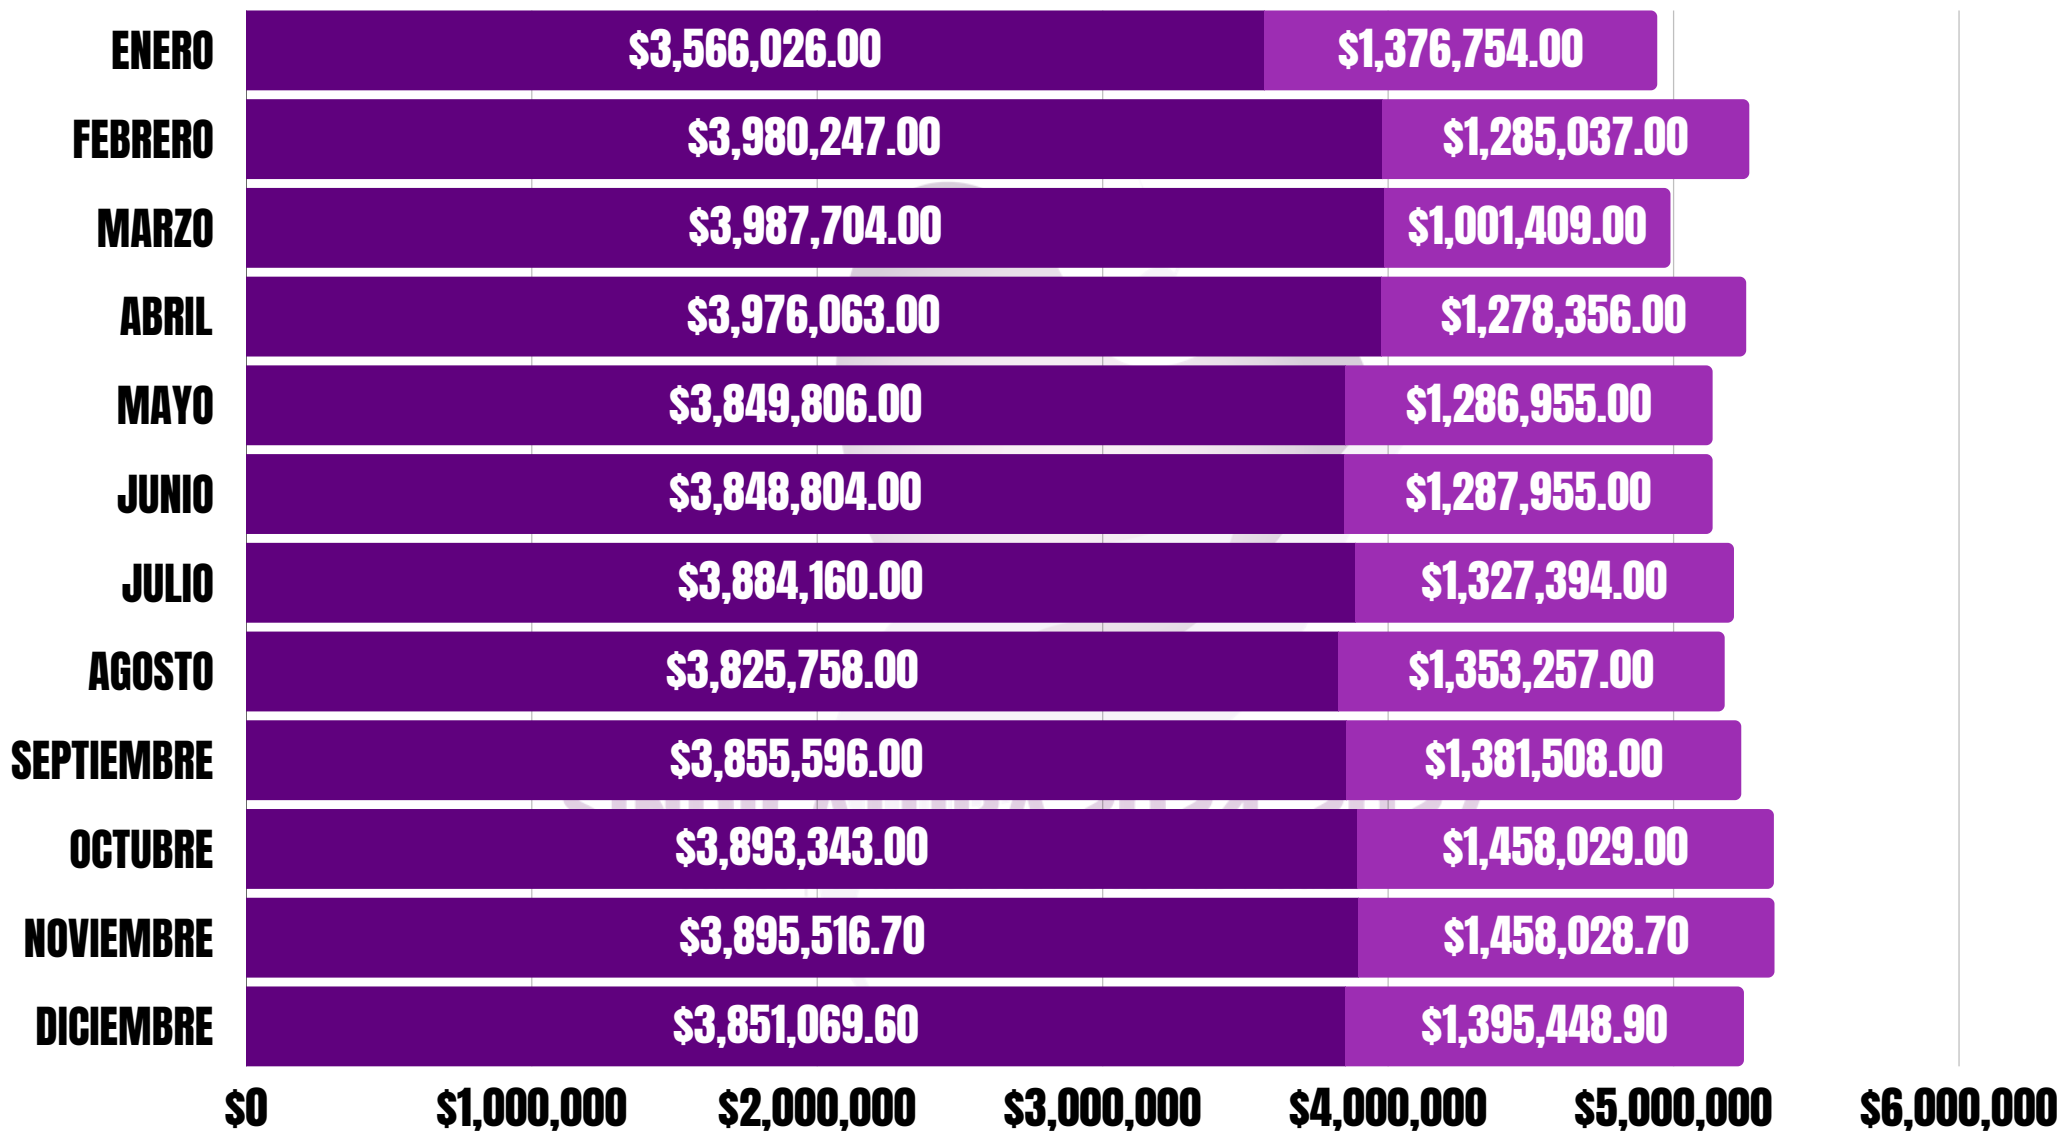 ENERO $3,566,026.00 $1,376,754.00
FEBRERO $3,980,247.00 $1,285,037.00
MARZO $3,987,704.00 $1,001,409.00
ABRIL $3,976,063.00 $1,278,356.00
MAYO $3,849,806.00 $1,286,955.00
JUNIO $3,848,804.00 $1,287,955.00
JULIO $3,884,160.00 $1,327,394.00
AGOSTO $3,825,758.00 $1,353,257.00
SEPTIEMBRE $3,855,596.00 $1,381,508.00
OCTUBRE $3,893,343.00 $1,458,029.00
NOVIEMBRE $3,895,516.70 $1,458,028.70
DICIEMBRE $3,851,069.60 $1,395,448.90
$0 $1,000,000 $2,000,000 $3,000,000 $4,000,000 $5,000,000 $6,000,000